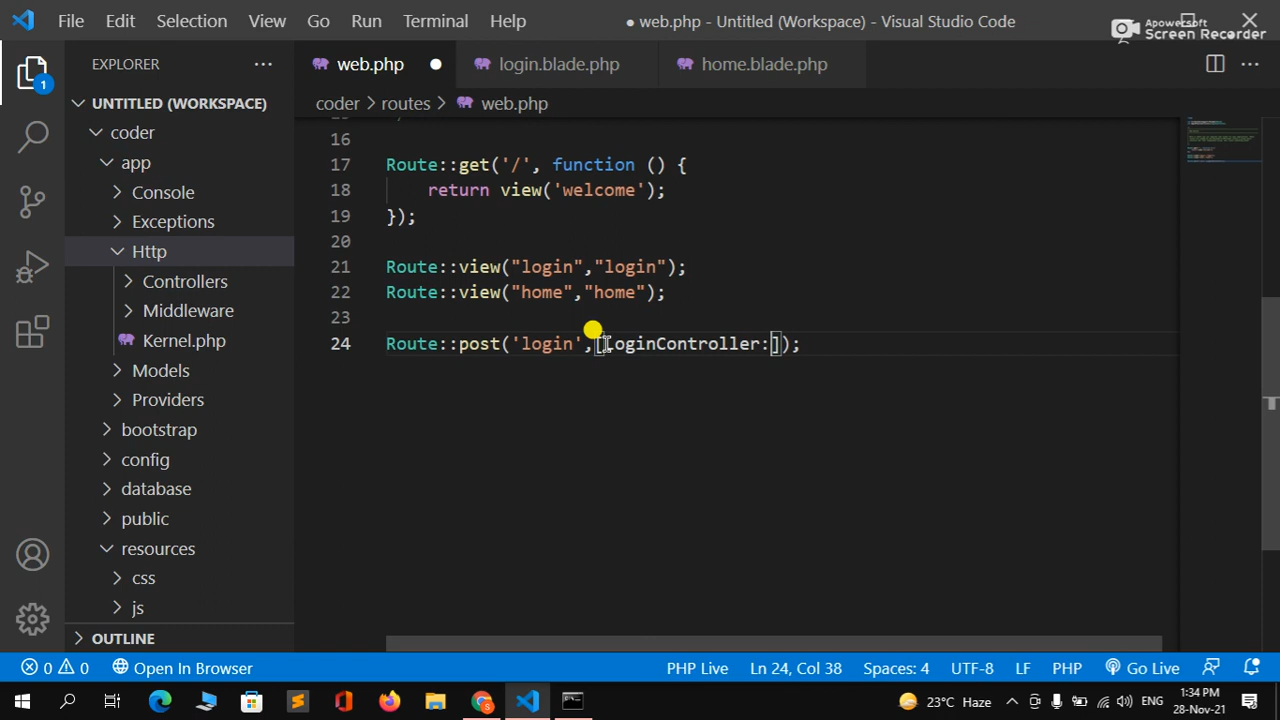 File Edit Selection View Go Run Terminal Help
● web.php - Untitled (Workspace) - Visual Studio Code
Apowersoft
Screen Recorder
EXPLORER
web.php
login.blade.php
home.blade.php
UNTITLED (WORKSPACE)
coder > routes > web.php
coder
app
Console
Exceptions
Http
Controllers
Middleware
Kernel.php
Models
Providers
bootstrap
config
database
public
resources
css
js
OUTLINE
1
16
17 Route::get('/', function () {
18 return view('welcome');
19 });
20
21 Route::view("login","login");
22 Route::view("home","home");
23
24 Route::post('login',[LoginController:]);
0 0 Open In Browser PHP Live Ln 24, Col 38 Spaces: 4 UTF-8 LF PHP Go Live
23°C Haze ENG 1:34 PM
28-Nov-21